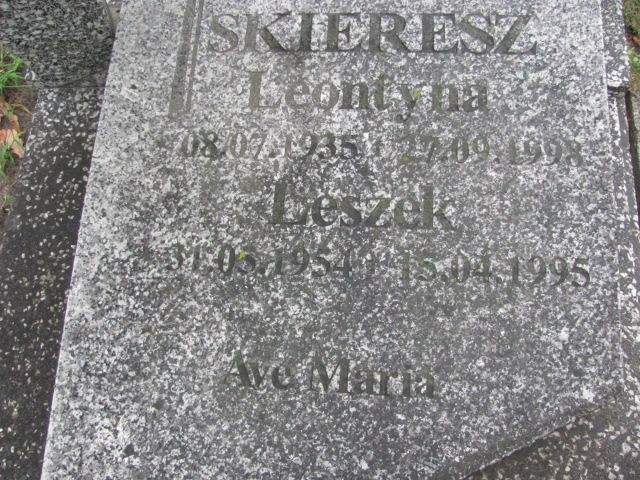 SKIERESZ
Leontyna
* 08.07.1935 † 27.09.1998
Leszek
* 31.05.1954 † 15.04.1995
Ave Maria